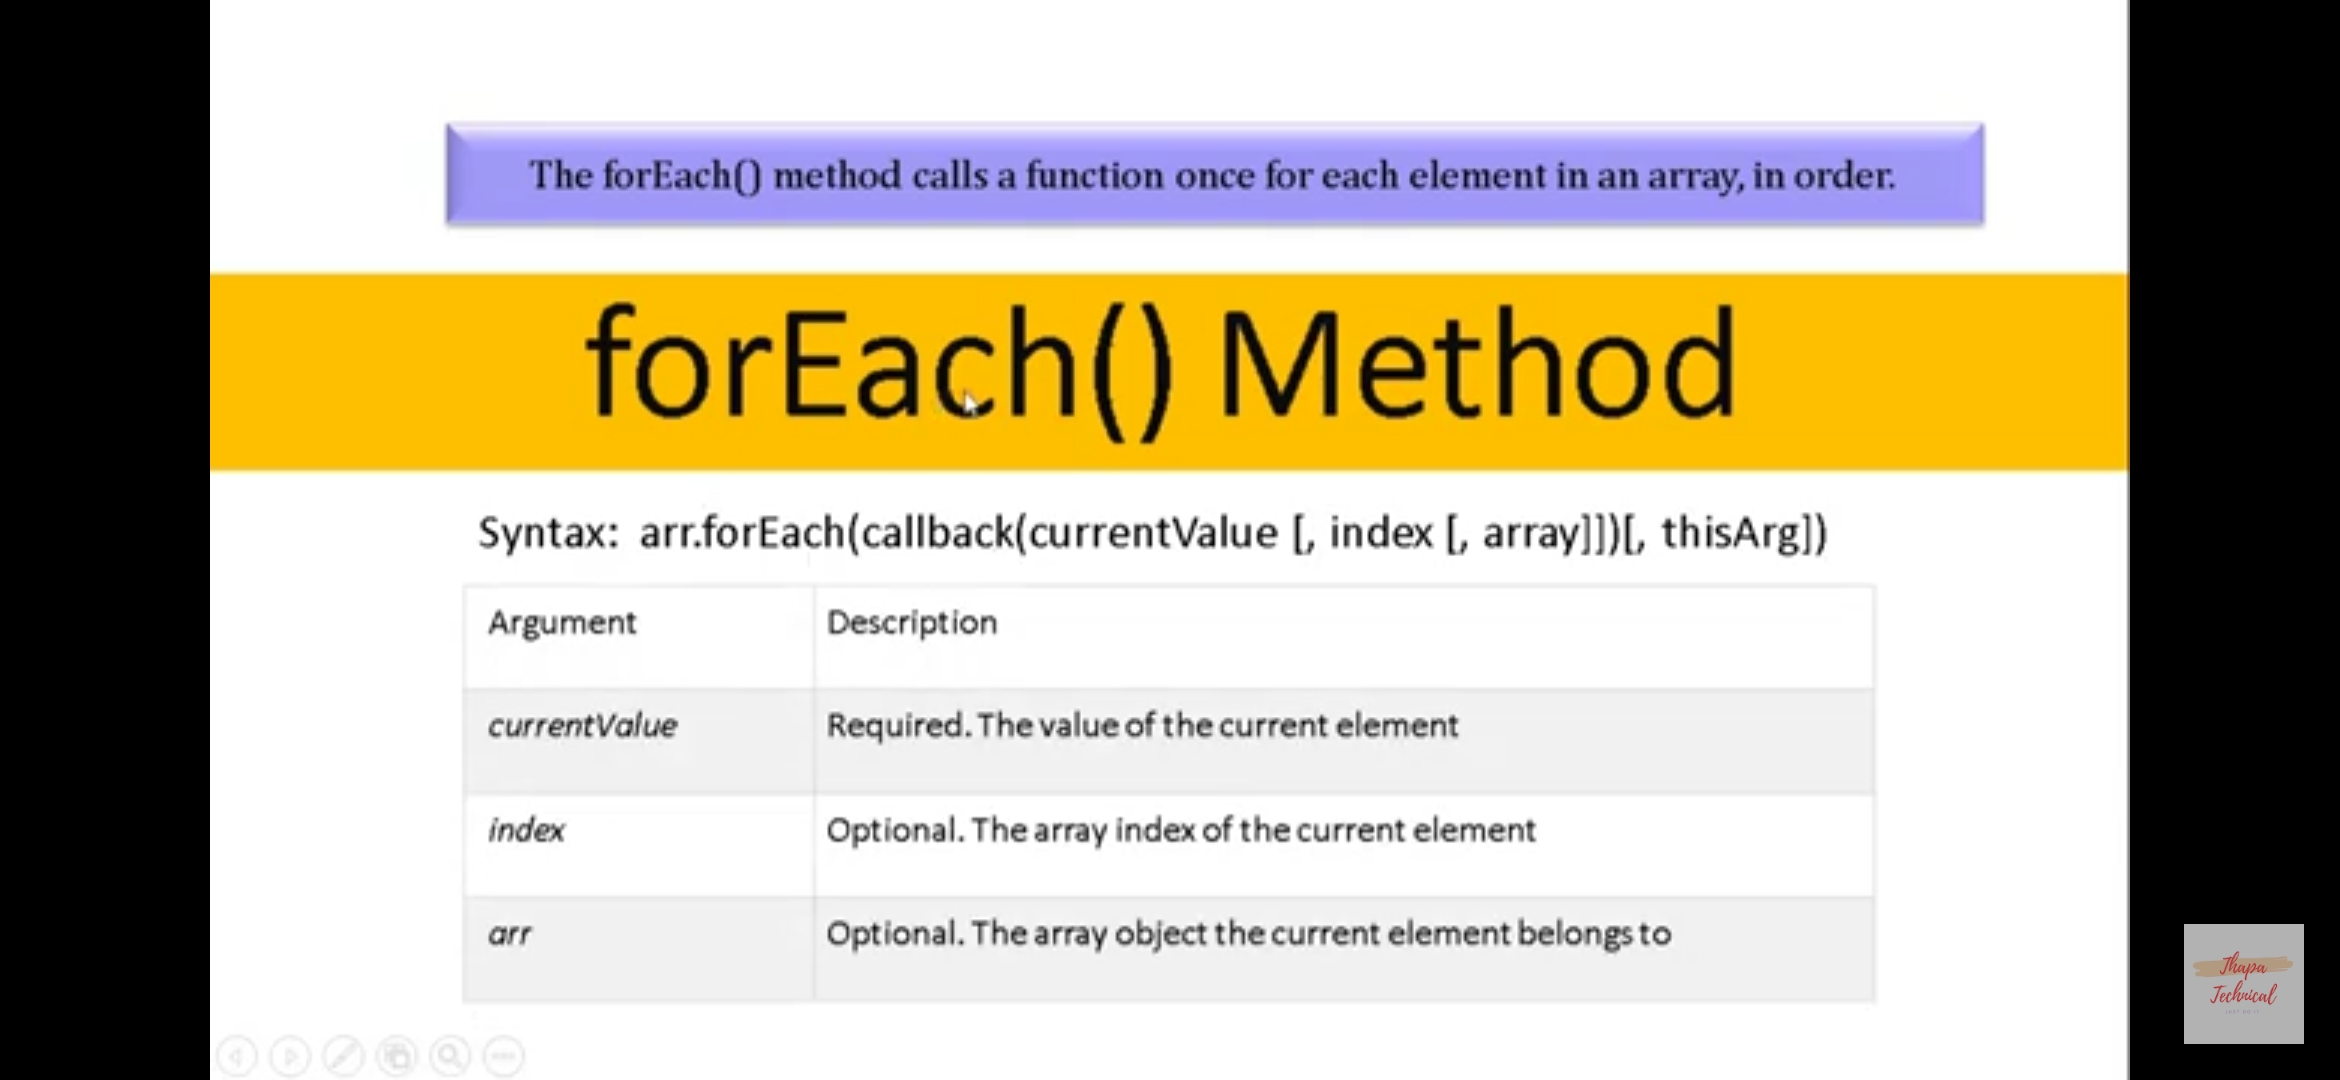 The forEach() method calls a function once for each element in an array, in order.
forEach() Method
Syntax: arr.forEach(callback(currentValue [, index [, array]])[, thisArg])
Argument Description
currentValue Required. The value of the current element
index Optional. The array index of the current element
arr Optional. The array object the current element belongs to
Thapa
Technical